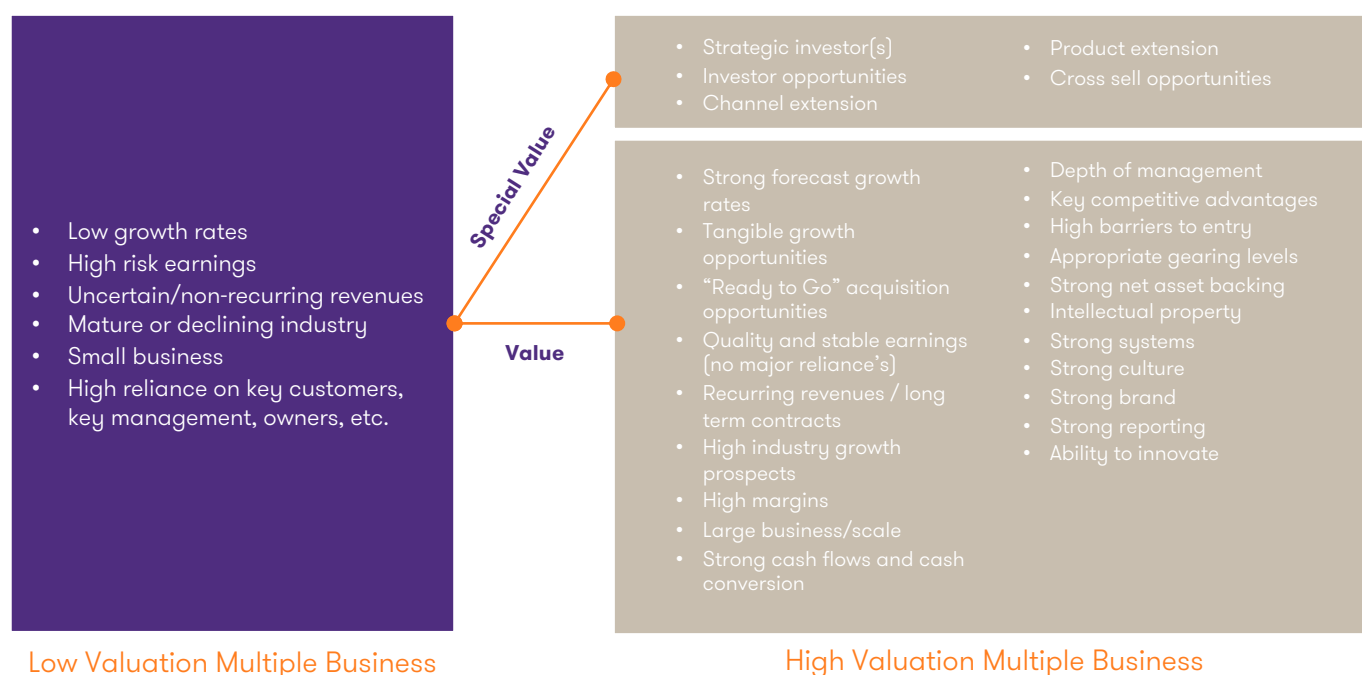 • Low growth rates
• High risk earnings
• Uncertain/non-recurring revenues
• Mature or declining industry
• Small business
• High reliance on key customers,
key management, owners, etc.
Special Value
Value
• Strategic investor(s)
• Investor opportunities
• Channel extension
• Product extension
• Cross sell opportunities
• Strong forecast growth
rates
• Tangible growth
opportunities
• “Ready to Go” acquisition
opportunities
• Quality and stable earnings
(no major reliance’s)
• Recurring revenues / long
term contracts
• High industry growth
prospects
• High margins
• Large business/scale
• Strong cash flows and cash
conversion
• Depth of management
• Key competitive advantages
• High barriers to entry
• Appropriate gearing levels
• Strong net asset backing
• Intellectual property
• Strong systems
• Strong culture
• Strong brand
• Strong reporting
• Ability to innovate
Low Valuation Multiple Business
High Valuation Multiple Business